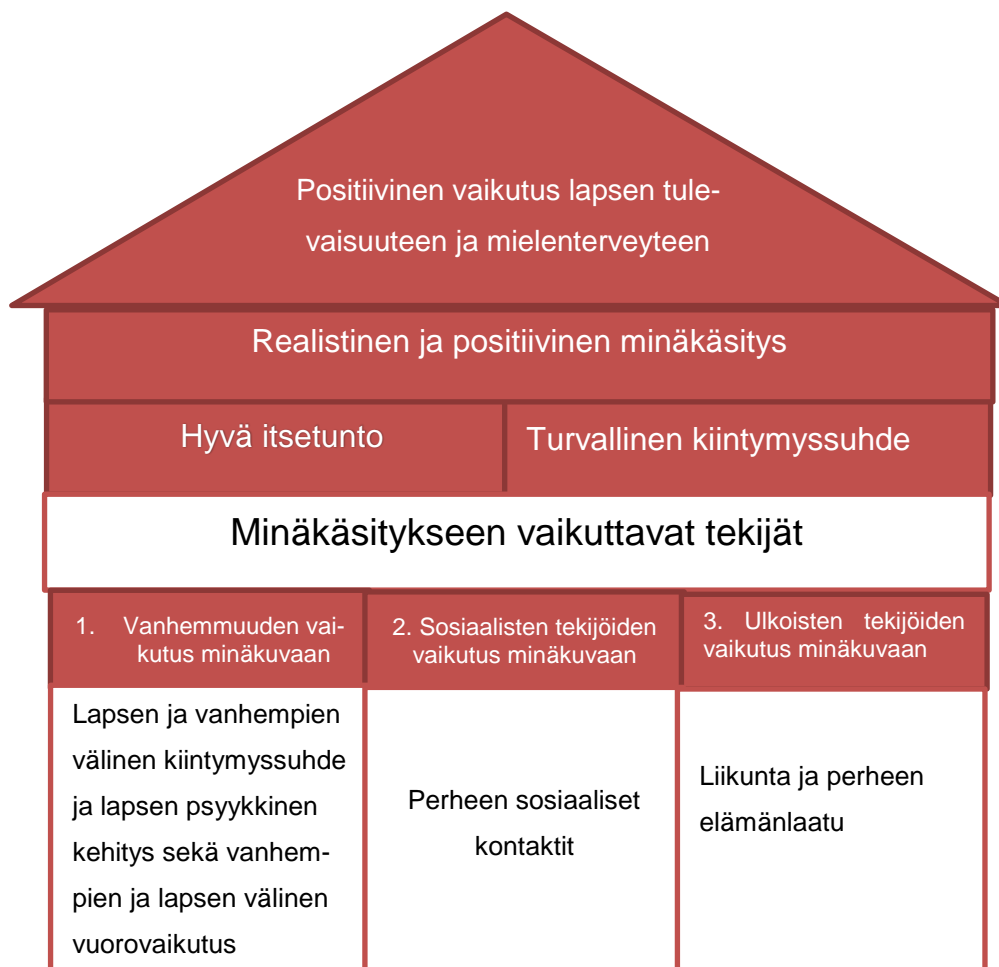 Positiivinen vaikutus lapsen tule-
vaisuuteen ja mielenterveyteen
Realistinen ja positiivinen minäkäsitys
Hyvä itsetunto
Turvallinen kiintymyssuhde
Minäkäsitykseen vaikuttavat tekijät
1. Vanhemmuuden vai-
kutus minäkuvaan
2. Sosiaalisten tekijöiden
vaikutus minäkuvaan
3. Ulkoisten tekijöiden
vaikutus minäkuvaan
Lapsen ja vanhempien
välinen kiintymyssuhde
ja lapsen psyykkinen
kehitys sekä vanhem-
pien ja lapsen välinen
vuorovaikutus
Perheen sosiaaliset
kontaktit
Liikunta ja perheen
elämänlaatu